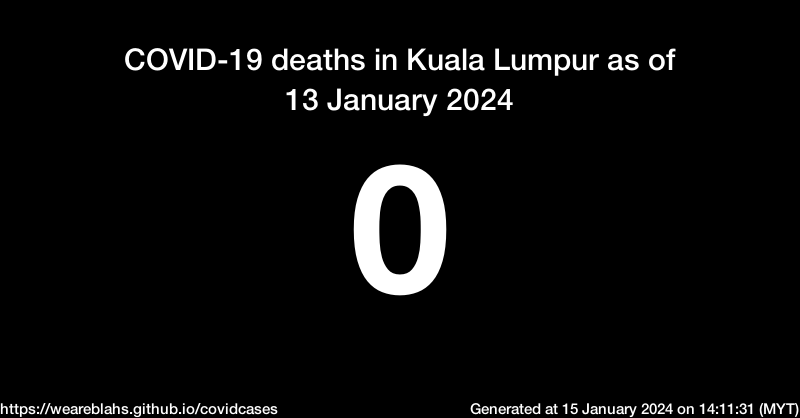 COVID-19 deaths in Kuala Lumpur as of
13 January 2024
0
https://weareblahs.github.io/covidcases
Generated at 15 January 2024 on 14:11:31 (MYT)